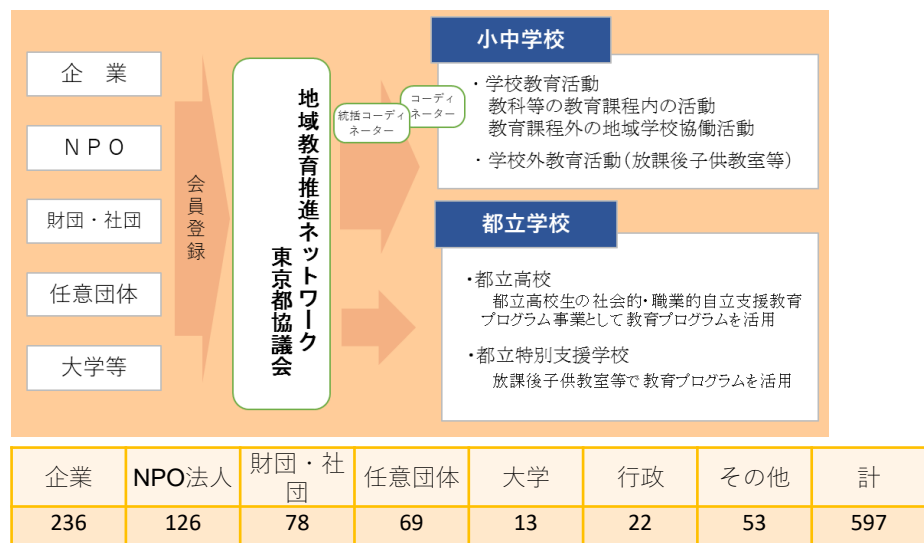 企　業
ＮＰＯ
財団・社団
任意団体
大学等
会員登録
地域教育推進ネットワーク
東京都協議会
統括コーディ
ネーター
コーディ
ネーター
小中学校
・学校教育活動
教科等の教育課程内の活動
教育課程外の地域学校協働活動
・学校外教育活動（放課後子供教室等）
都立学校
・都立高校
都立高校生の社会的・職業的自立支援教育
プログラム事業として教育プログラムを活用
・都立特別支援学校
放課後子供教室等で教育プログラムを活用
企業 NPO法人 財団・社団 任意団体 大学 行政 その他 計
236 126 78 69 13 22 53 597